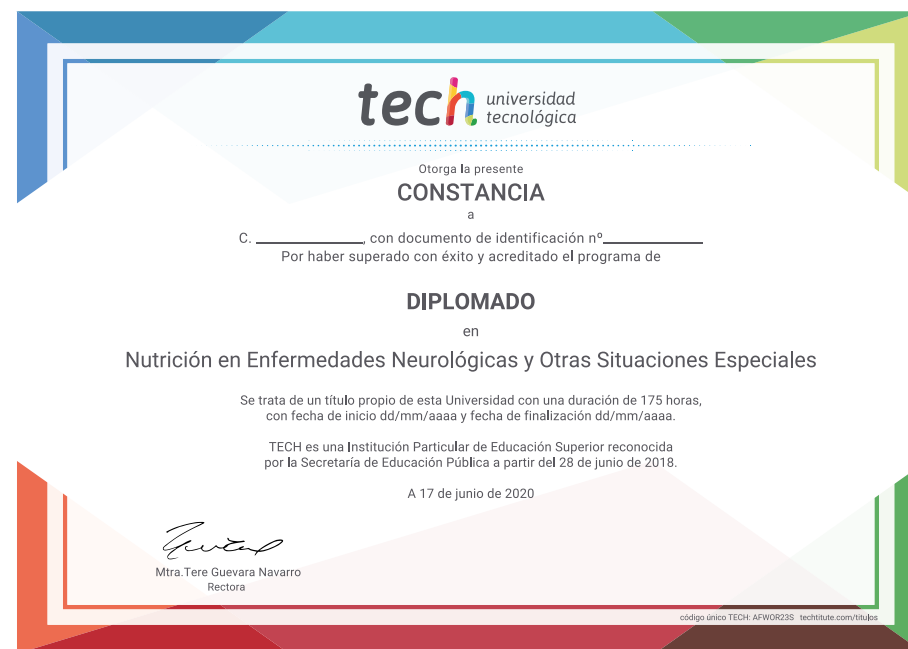 tech universidad
tecnológica
Otorga la presente
CONSTANCIA
a
C. ______________, con documento de identificación nº_____________
Por haber superado con éxito y acreditado el programa de
DIPLOMADO
en
Nutrición en Enfermedades Neurológicas y Otras Situaciones Especiales
Se trata de un título propio de esta Universidad con una duración de 175 horas,
con fecha de inicio dd/mm/aaaa y fecha de finalización dd/mm/aaaa.
TECH es una Institución Particular de Educación Superior reconocida
por la Secretaría de Educación Pública a partir del 28 de junio de 2018.
A 17 de junio de 2020
Mtra.Tere Guevara Navarro
Rectora
código único TECH: AFWOR23S techtitute.com/titulos